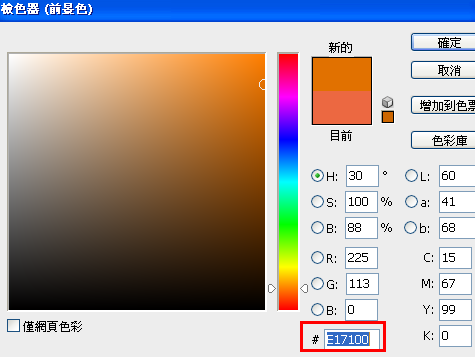 檢色器 (前景色)
新的
目前
確定
取消
增加到色票
色彩庫
H: 30 °
S: 100 %
B: 88 %
R: 225
G: 113
B: 0
# E17100
L: 60
a: 41
b: 68
C: 15
M: 67
Y: 99
K: 0
僅網頁色彩